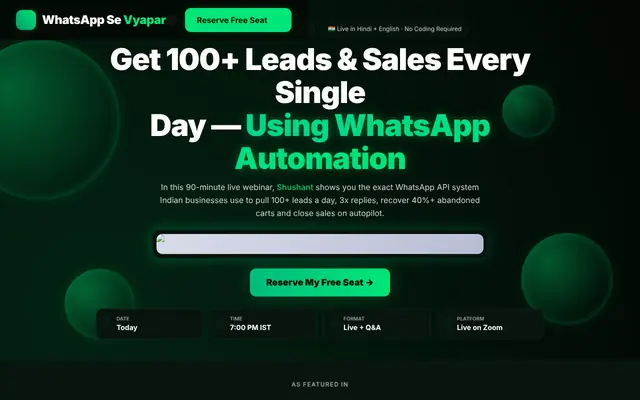 WhatsApp Se Vyapar
Reserve Free Seat
Live in Hindi + English · No Coding Required
Get 100+ Leads & Sales Every
Single
Day — Using WhatsApp
Automation
In this 90-minute live webinar, Shushant shows you the exact WhatsApp API system
Indian businesses use to pull 100+ leads a day, 3x replies, recover 40%+ abandoned
carts and close sales on autopilot.
Reserve My Free Seat →
DATE
Today
TIME
7:00 PM IST
FORMAT
Live + Q&A
PLATFORM
Live on Zoom
AS FEATURED IN